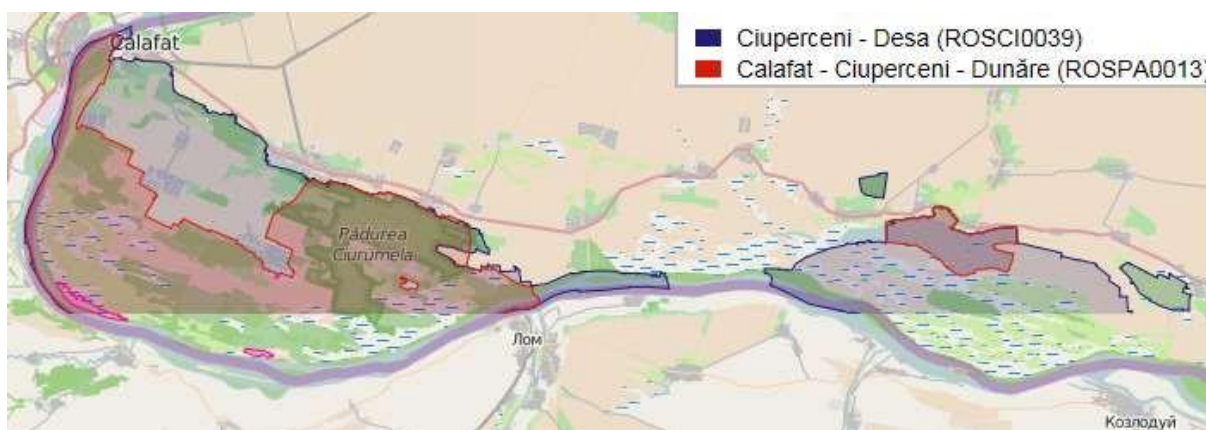 Calafat
Ciuperceni - Desa (ROSCI0039)
Calafat - Ciuperceni - Dunăre (ROSPA0013)
Pădurea
Ciurumela
Лом
Козлодуй